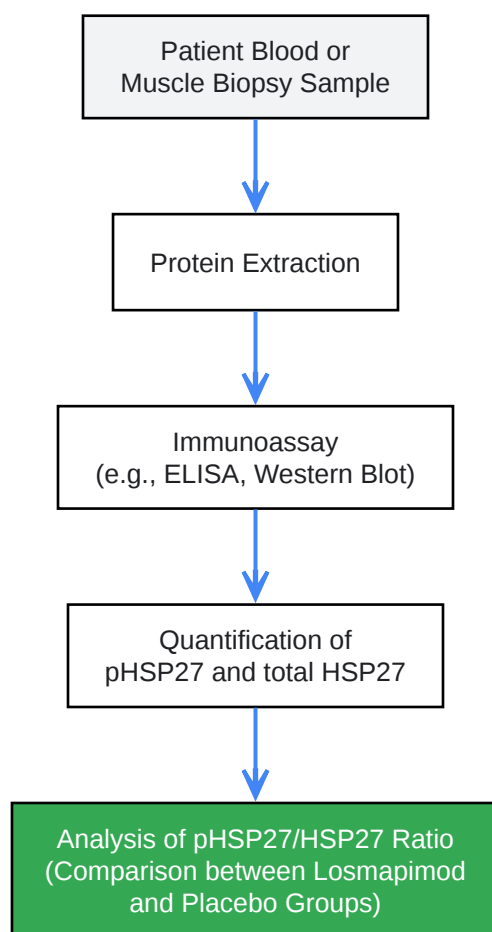 Patient Blood or
Muscle Biopsy Sample
Protein Extraction
Immunoassay
(e.g., ELISA, Western Blot)
Quantification of
pHSP27 and total HSP27
Analysis of pHSP27/HSP27 Ratio
(Comparison between Losmapimod
and Placebo Groups)